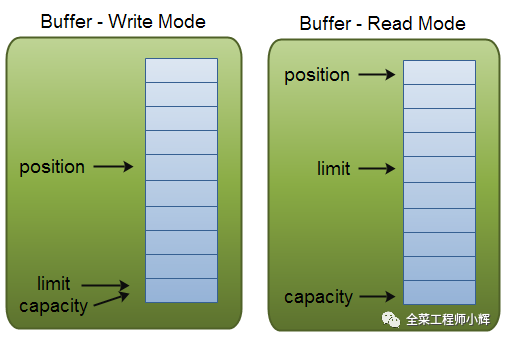 Buffer - Write Mode
position
limit
capacity
Buffer - Read Mode
position
limit
capacity
全菜工程师小辉